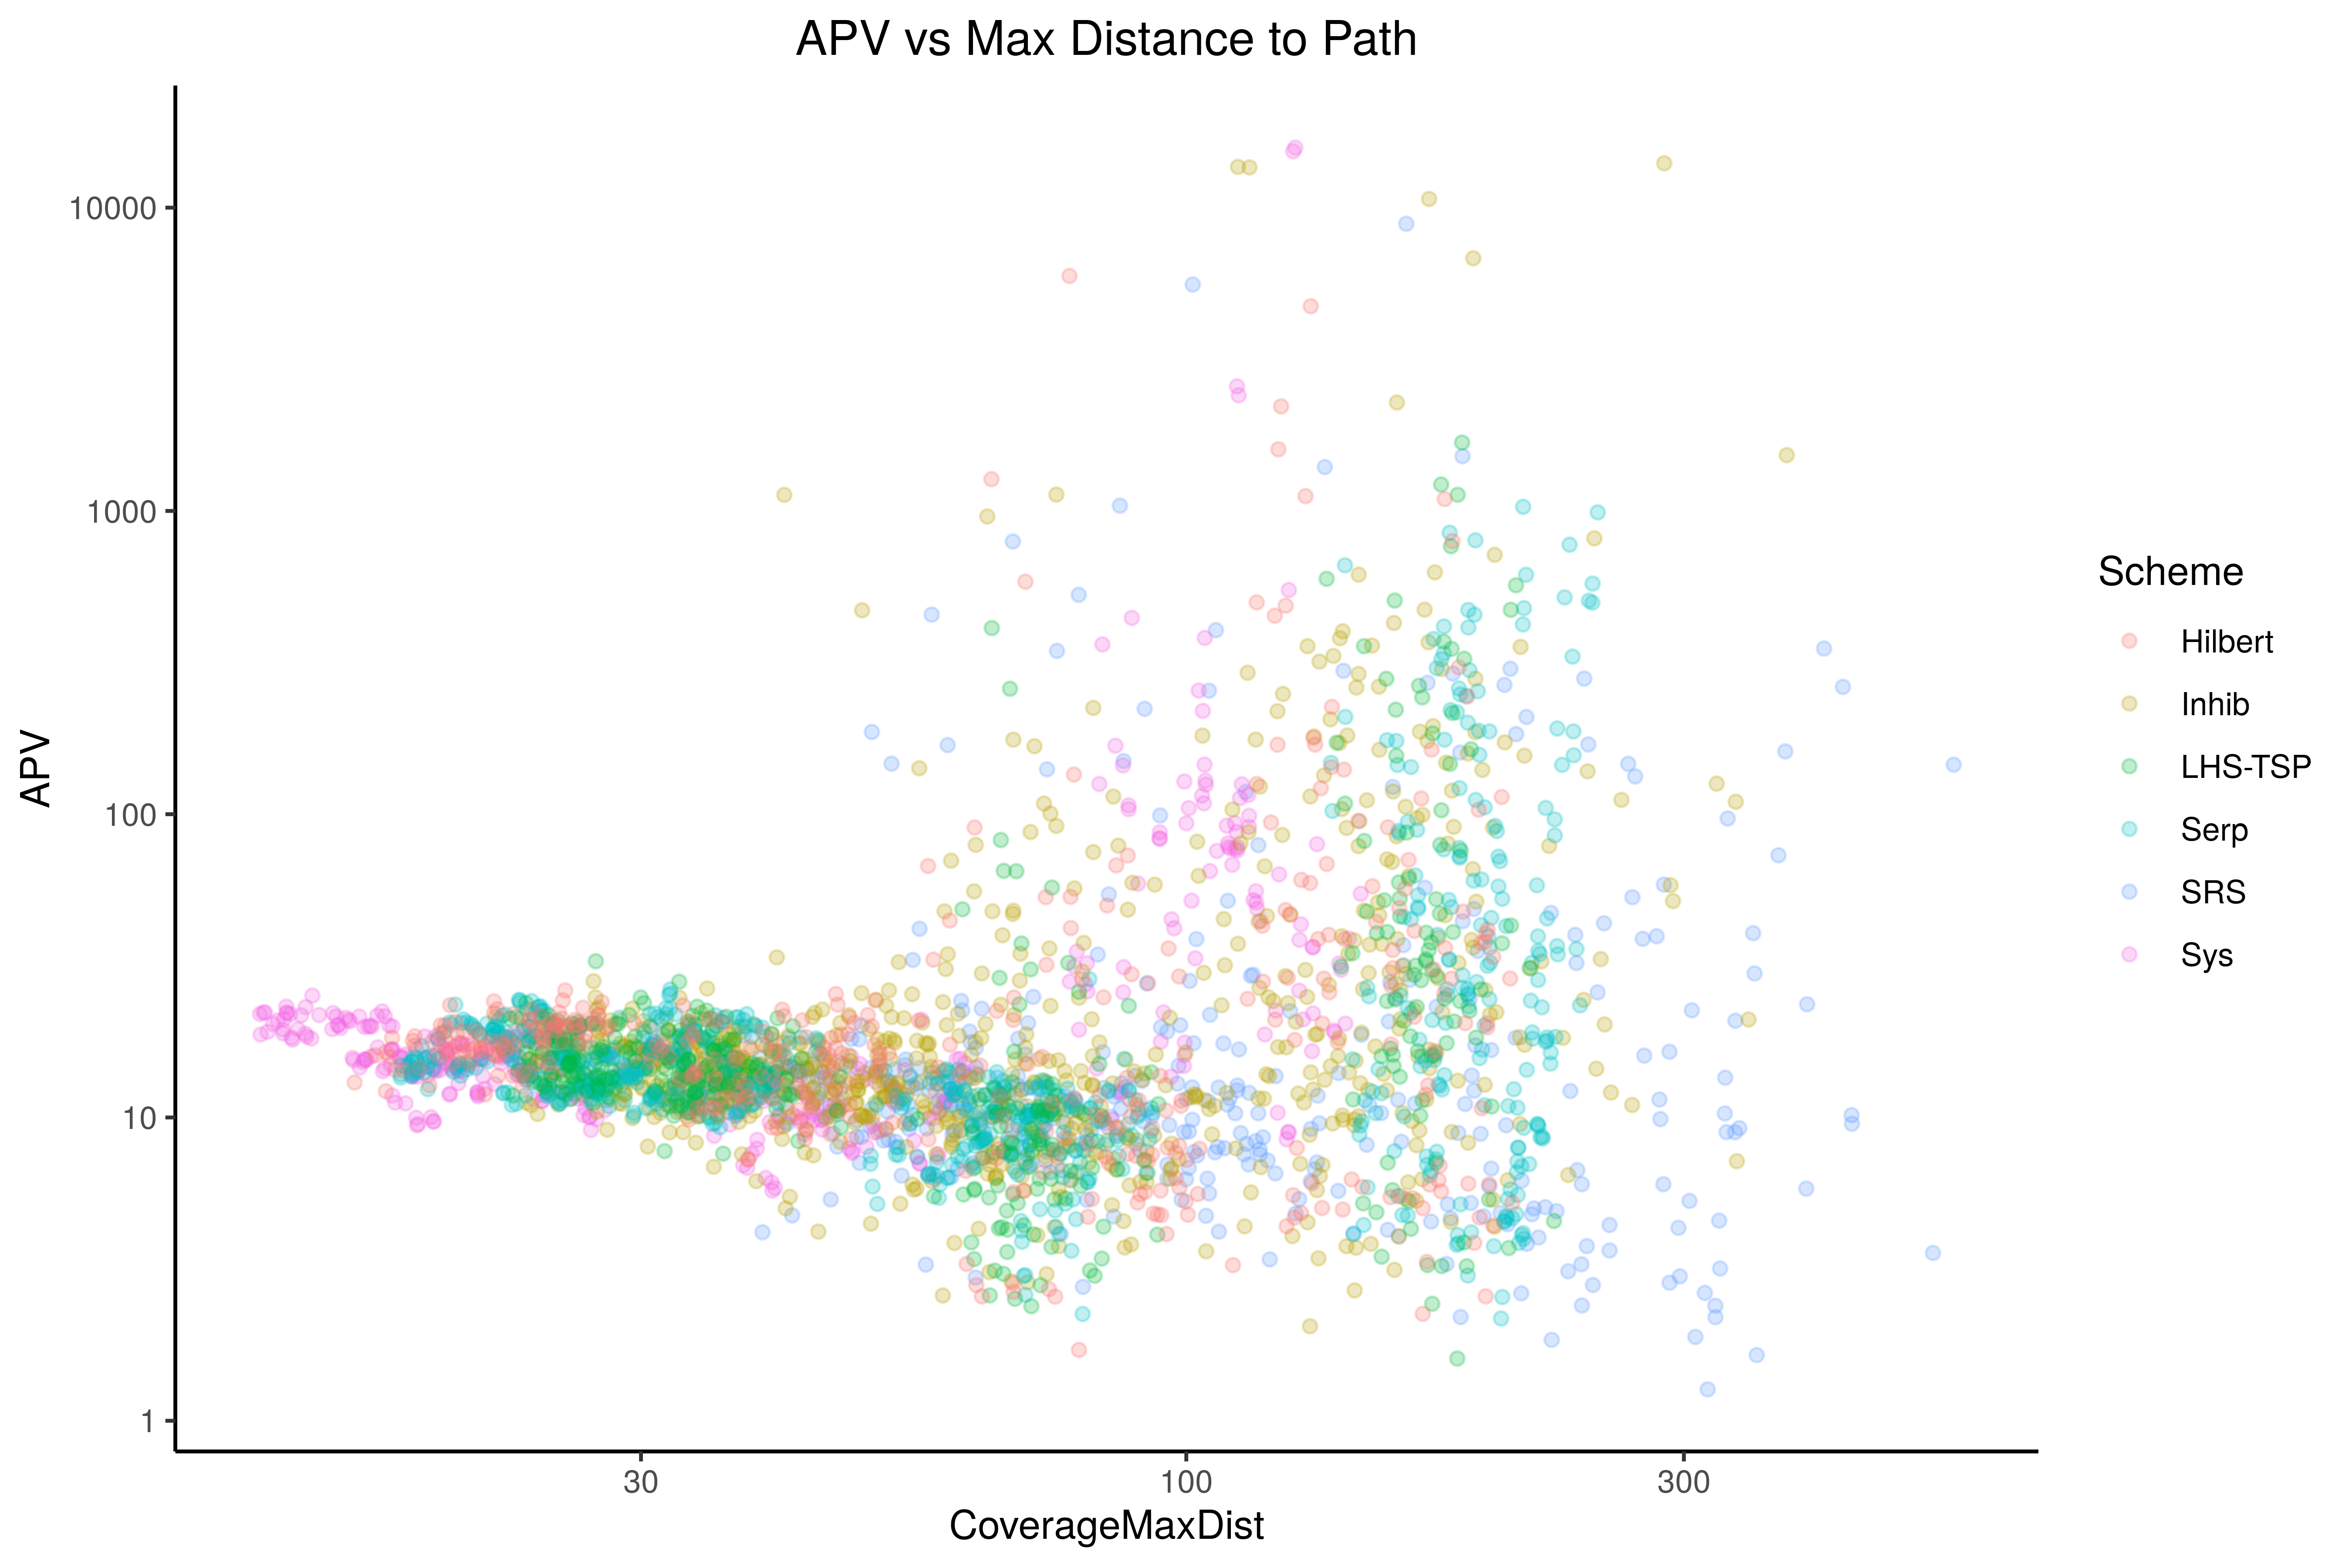 APV vs Max Distance to Path
APV
10000
1000
100
10
1
30
100
300
CoverageMaxDist
Scheme
Hilbert
Inhib
LHS-TSP
Serp
SRS
Sys